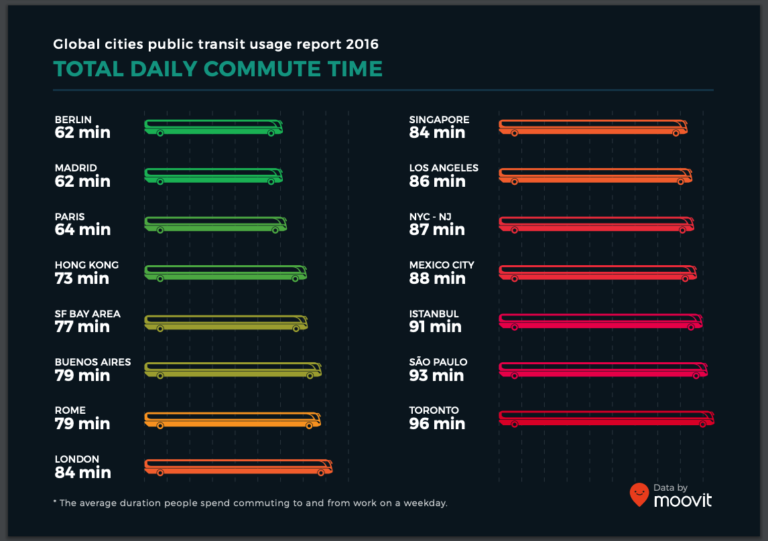 Global cities public transit usage report 2016
TOTAL DAILY COMMUTE TIME
BERLIN
62 min
MADRID
62 min
PARIS
64 min
HONG KONG
73 min
SF BAY AREA
77 min
BUENOS AIRES
79 min
ROME
79 min
LONDON
84 min
SINGAPORE
84 min
LOS ANGELES
86 min
NYC - NJ
87 min
MEXICO CITY
88 min
ISTANBUL
91 min
SÃO PAULO
93 min
TORONTO
96 min
* The average duration people spend commuting to and from work on a weekday.
Data by
moovit